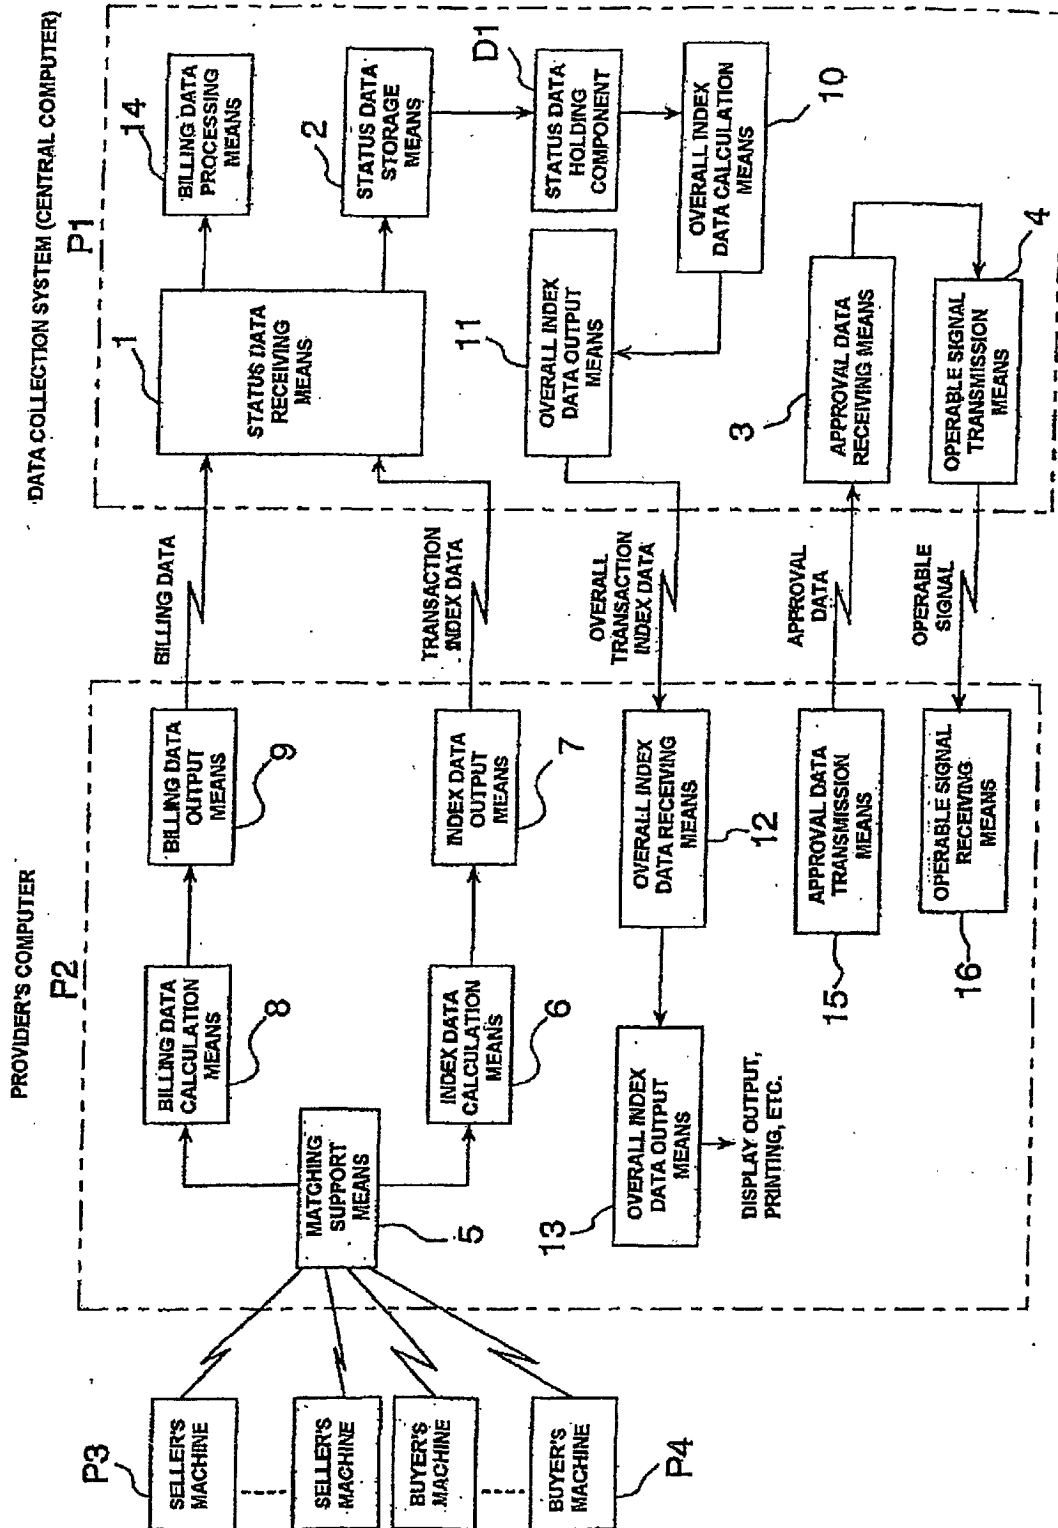 DATA COLLECTION SYSTEM (CENTRAL COMPUTER)
P1
14
BILLING DATA
PROCESSING
MEANS
1
STATUS DATA
RECEIVING
MEANS
2
STATUS DATA
STORAGE
MEANS
D1
STATUS DATA
HOLDING
COMPONENT
11
OVERALL INDEX
DATA OUTPUT
MEANS
OVERALL INDEX
DATA CALCULATION
MEANS
10
3
APPROVAL DATA
RECEIVING MEANS
OPERABLE SIGNAL
TRANSMISSION
MEANS
4
BILLING DATA
TRANSACTION
INDEX DATA
OVERALL
TRANSACTION
INDEX DATA
APPROVAL
DATA
OPERABLE
SIGNAL
PROVIDER'S COMPUTER
P2
BILLING DATA
OUTPUT
MEANS
9
INDEX DATA
OUTPUT
MEANS
7
OVERALL INDEX
DATA RECEIVING
MEANS
12
APPROVAL DATA
TRANSMISSION
MEANS
15
OPERABLE SIGNAL
RECEIVING
MEANS
16
BILLING DATA
CALCULATION
MEANS
8
INDEX DATA
CALCULATION
MEANS
6
OVERALL INDEX
DATA OUTPUT
MEANS
13
DISPLAY OUTPUT,
PRINTING, ETC.
MATCHING
SUPPORT
MEANS
5
P3
SELLER'S
MACHINE
SELLER'S
MACHINE
BUYER'S
MACHINE
BUYER'S
MACHINE
P4